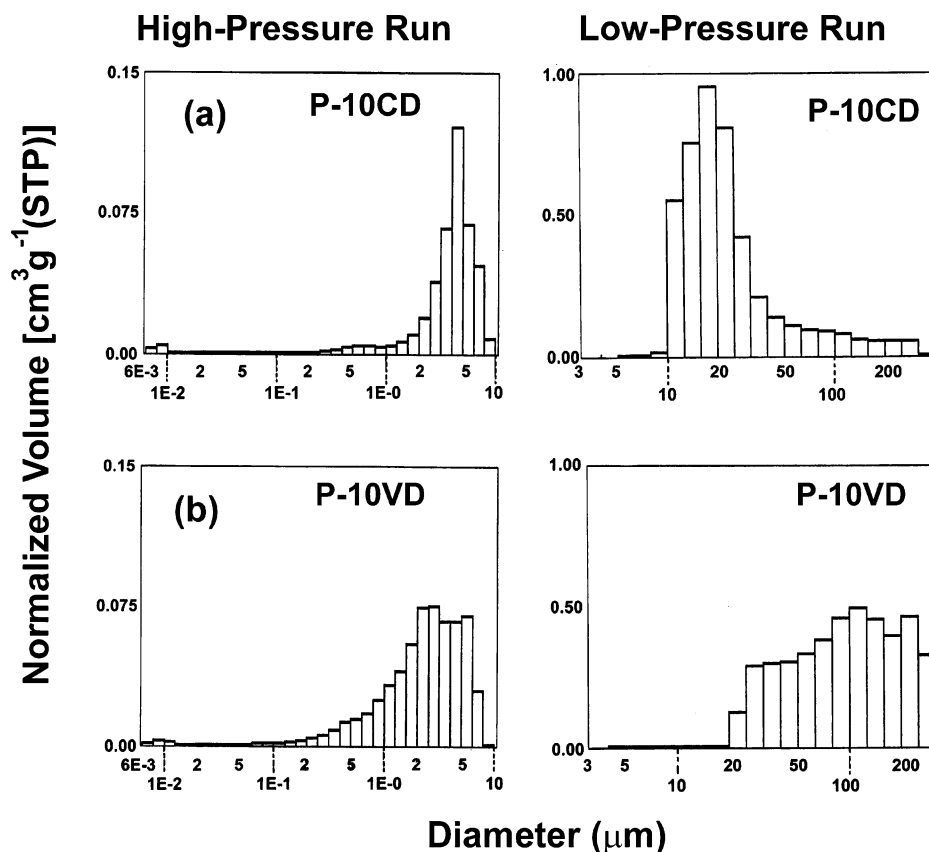 High-Pressure Run
Low-Pressure Run
Normalized Volume [cm³g⁻¹(STP)]
(a)
P-10CD
0.15
0.075
0.00
6E-3 2 5 2 5 2 5 10
1E-2 1E-1 1E-0
P-10CD
1.00
0.50
0.00
3 5 20 50 200
10 100
(b)
P-10VD
0.15
0.075
0.00
6E-3 2 5 2 5 2 5 10
1E-2 1E-1 1E-0
P-10VD
1.00
0.50
0.00
3 5 20 50 200
10 100
Diameter (μm)